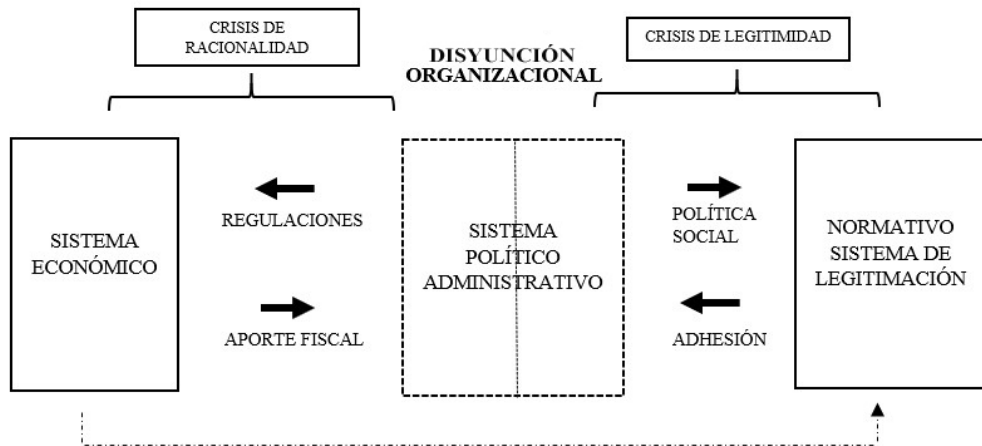 CRISIS DE
RACIONALIDAD
DISYUNCIÓN
ORGANIZACIONAL
CRISIS DE LEGITIMIDAD
SISTEMA
ECONÓMICO
REGULACIONES
APORTE FISCAL
SISTEMA
POLÍTICO
ADMINISTRATIVO
POLÍTICA
SOCIAL
ADHESIÓN
NORMATIVO
SISTEMA DE
LEGITIMACIÓN